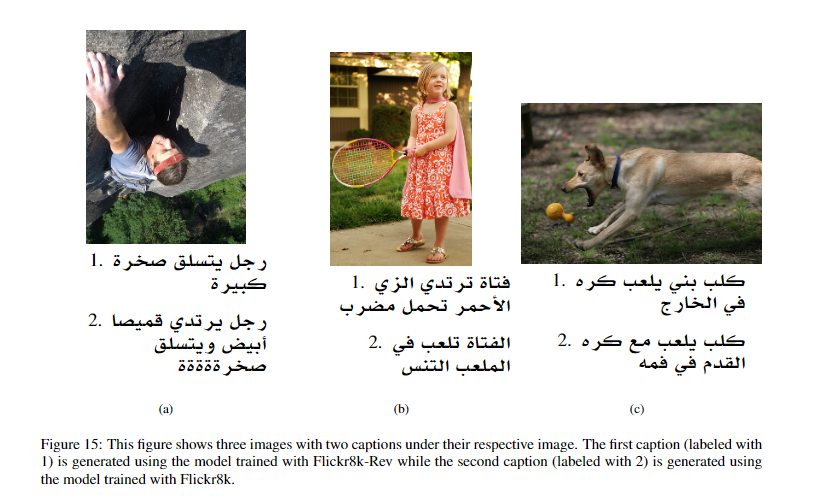 1. رجل يتسلق صخرة
كبيرة
2. رجل يرتدي قميصا
أبيض ويتسلق
صخرةةةةة
(a)
1. فتاة ترتدي الزي
الأحمر تحمل مضرب
2. الفتاة تلعب في
الملعب التنس
(b)
1. كلب بني يلعب كره
في الخارج
2. كلب يلعب مع كره
القدم في فمه
(c)
Figure 15: This figure shows three images with two captions under their respective image. The first caption (labeled with
1) is generated using the model trained with Flickr8k-Rev while the second caption (labeled with 2) is generated using
the model trained with Flickr8k.